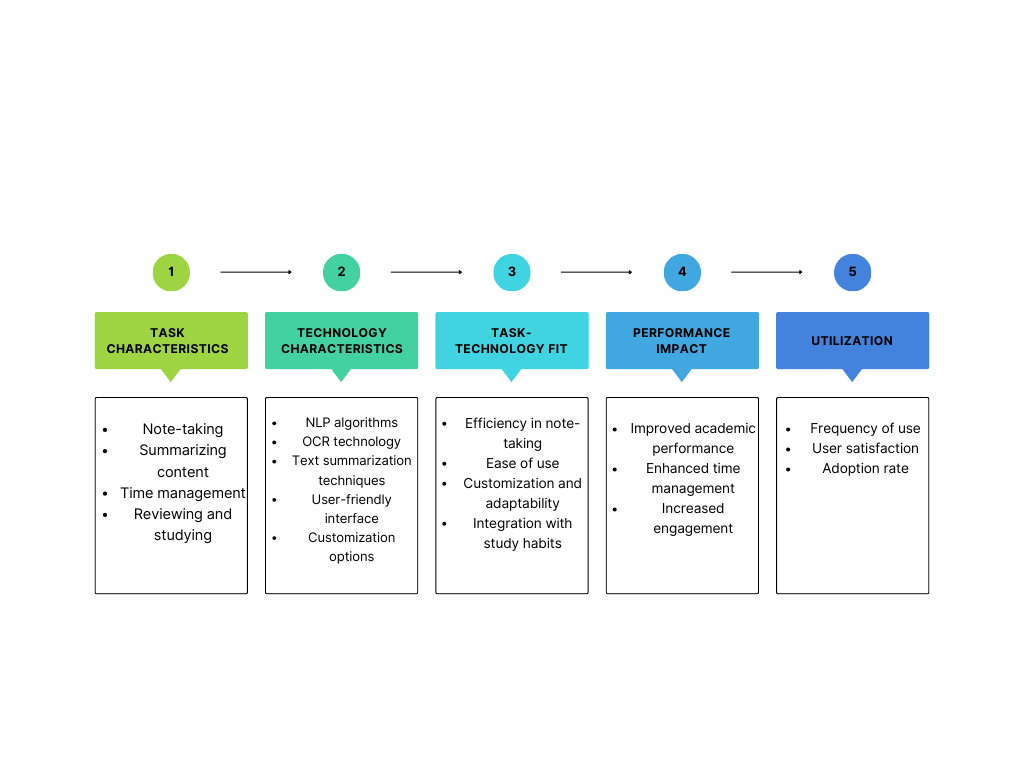 1
2
3
4
5
TASK
CHARACTERISTICS
TECHNOLOGY
CHARACTERISTICS
TASK-
TECHNOLOGY FIT
PERFORMANCE
IMPACT
UTILIZATION
• Note-taking
• Summarizing
content
• Time management
• Reviewing and
studying
• NLP algorithms
• OCR technology
• Text summarization
techniques
• User-friendly
interface
• Customization
options
• Efficiency in note-
taking
• Ease of use
• Customization and
adaptability
• Integration with
study habits
• Improved academic
performance
• Enhanced time
management
• Increased
engagement
• Frequency of use
• User satisfaction
• Adoption rate